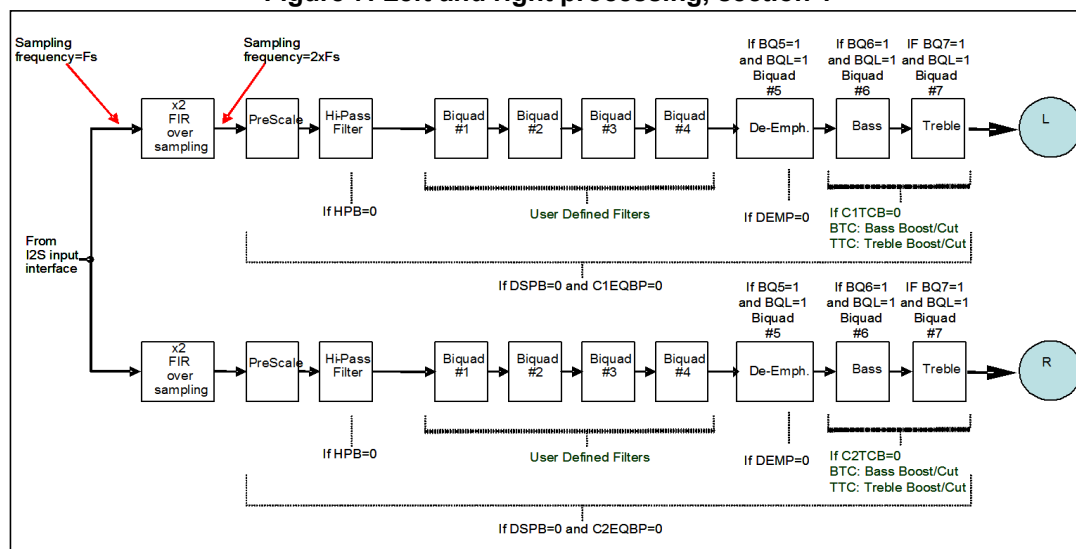 Sampling
frequency=Fs
Sampling
frequency=2xFs
If BQ5=1
and BQL=1
Biquad
#5
If BQ6=1
and BQL=1
Biquad
#6
IF BQ7=1
and BQL=1
Biquad
#7
x2
FIR
over
sampling
PreScale
Hi-Pass
Filter
Biquad
#1
Biquad
#2
Biquad
#3
Biquad
#4
De-Emph.
Bass
Treble
L
If HPB=0
User Defined Filters
If DEMP=0
If C1TCB=0
BTC: Bass Boost/Cut
TTC: Treble Boost/Cut
From
I2S input
interface
If DSPB=0 and C1EQBP=0
If BQ5=1
and BQL=1
Biquad
#5
If BQ6=1
and BQL=1
Biquad
#6
IF BQ7=1
and BQL=1
Biquad
#7
x2
FIR
over
sampling
PreScale
Hi-Pass
Filter
Biquad
#1
Biquad
#2
Biquad
#3
Biquad
#4
De-Emph.
Bass
Treble
R
If HPB=0
User Defined Filters
If DEMP=0
If C2TCB=0
BTC: Bass Boost/Cut
TTC: Treble Boost/Cut
If DSPB=0 and C2EQBP=0